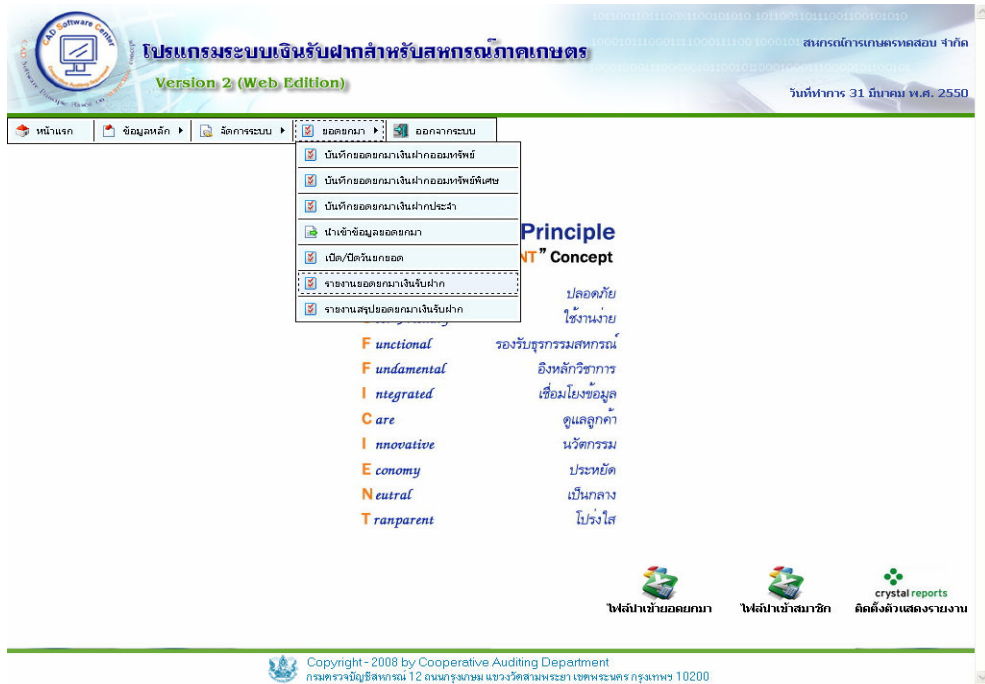 โปรแกรมระบบเงินรับฝากสำหรับสหกรณ์ภาคเกษตร
Version 2 (Web Edition)
สหกรณ์การเกษตรทดสอบ จำกัด
วันที่ทำการ 31 มีนาคม พ.ศ. 2550
หน้าแรก ข้อมูลหลัก จัดการระบบ ยอดยกมา ออกจากระบบ
บันทึกยอดยกมาเงินฝากออมทรัพย์
บันทึกยอดยกมาเงินฝากออมทรัพย์พิเศษ
บันทึกยอดยกมาเงินฝากประจำ
นำเข้าข้อมูลยอดยกมา
เปิด/ปิดวันยกยอด
รายงานยอดยกมาเงินรับฝาก
รายงานสรุปยอดยกมาเงินรับฝาก
Principle
NT" Concept
ปลอดภัย
ใช้งานง่าย
Functional รองรับธุรกรรมสหกรณ์
Fundamental อิงหลักวิชาการ
Integrated เชื่อมโยงข้อมูล
Care ดูแลลูกค้า
Innovative นวัตกรรม
Economy ประหยัด
Neutral เป็นกลาง
Tranparent โปร่งใส
ไฟล์นำเข้ายอดยกมา
ไฟล์นำเข้าสมาชิก
crystal reports
ติดตั้งตัวแสดงรายงาน
Copyright - 2008 by Cooperative Auditing Department
กรมตรวจบัญชีสหกรณ์ 12 ถนนกรุงเกษม แขวงวัดสามพระยา เขตพระนคร กรุงเทพฯ 10200